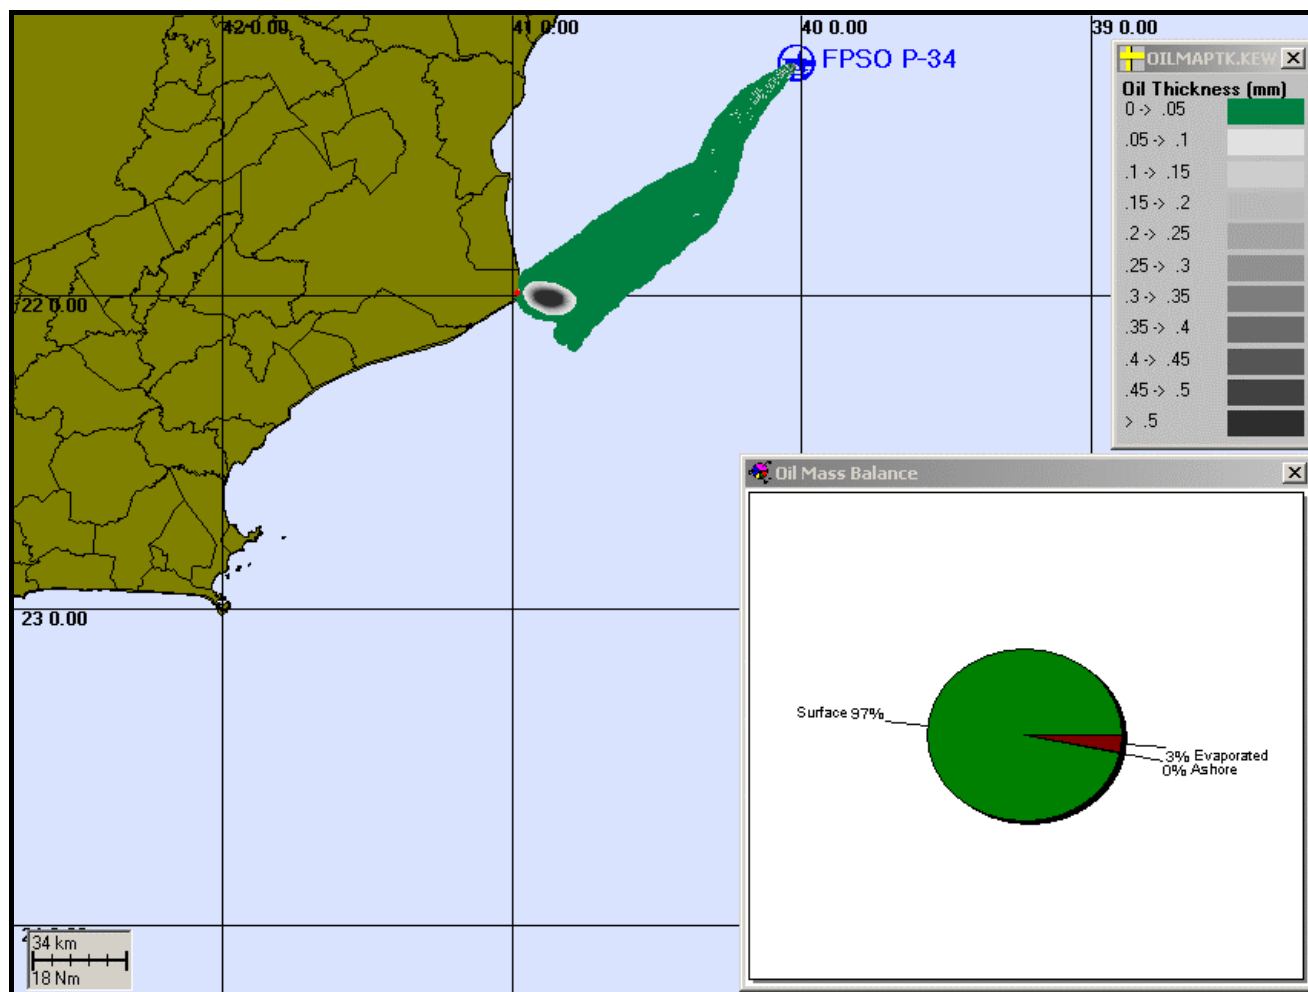 42 0.00
41 0.00
40 0.00
39 0.00
FPSO P-34
OILMAPTK.KEW
Oil Thickness (mm)
0 -> .05
.05 -> .1
.1 -> .15
.15 -> .2
.2 -> .25
.25 -> .3
.3 -> .35
.35 -> .4
.4 -> .45
.45 -> .5
> .5
22 0.00
23 0.00
Oil Mass Balance
Surface 97%
3% Evaporated
0% Ashore
34 km
18 Nm